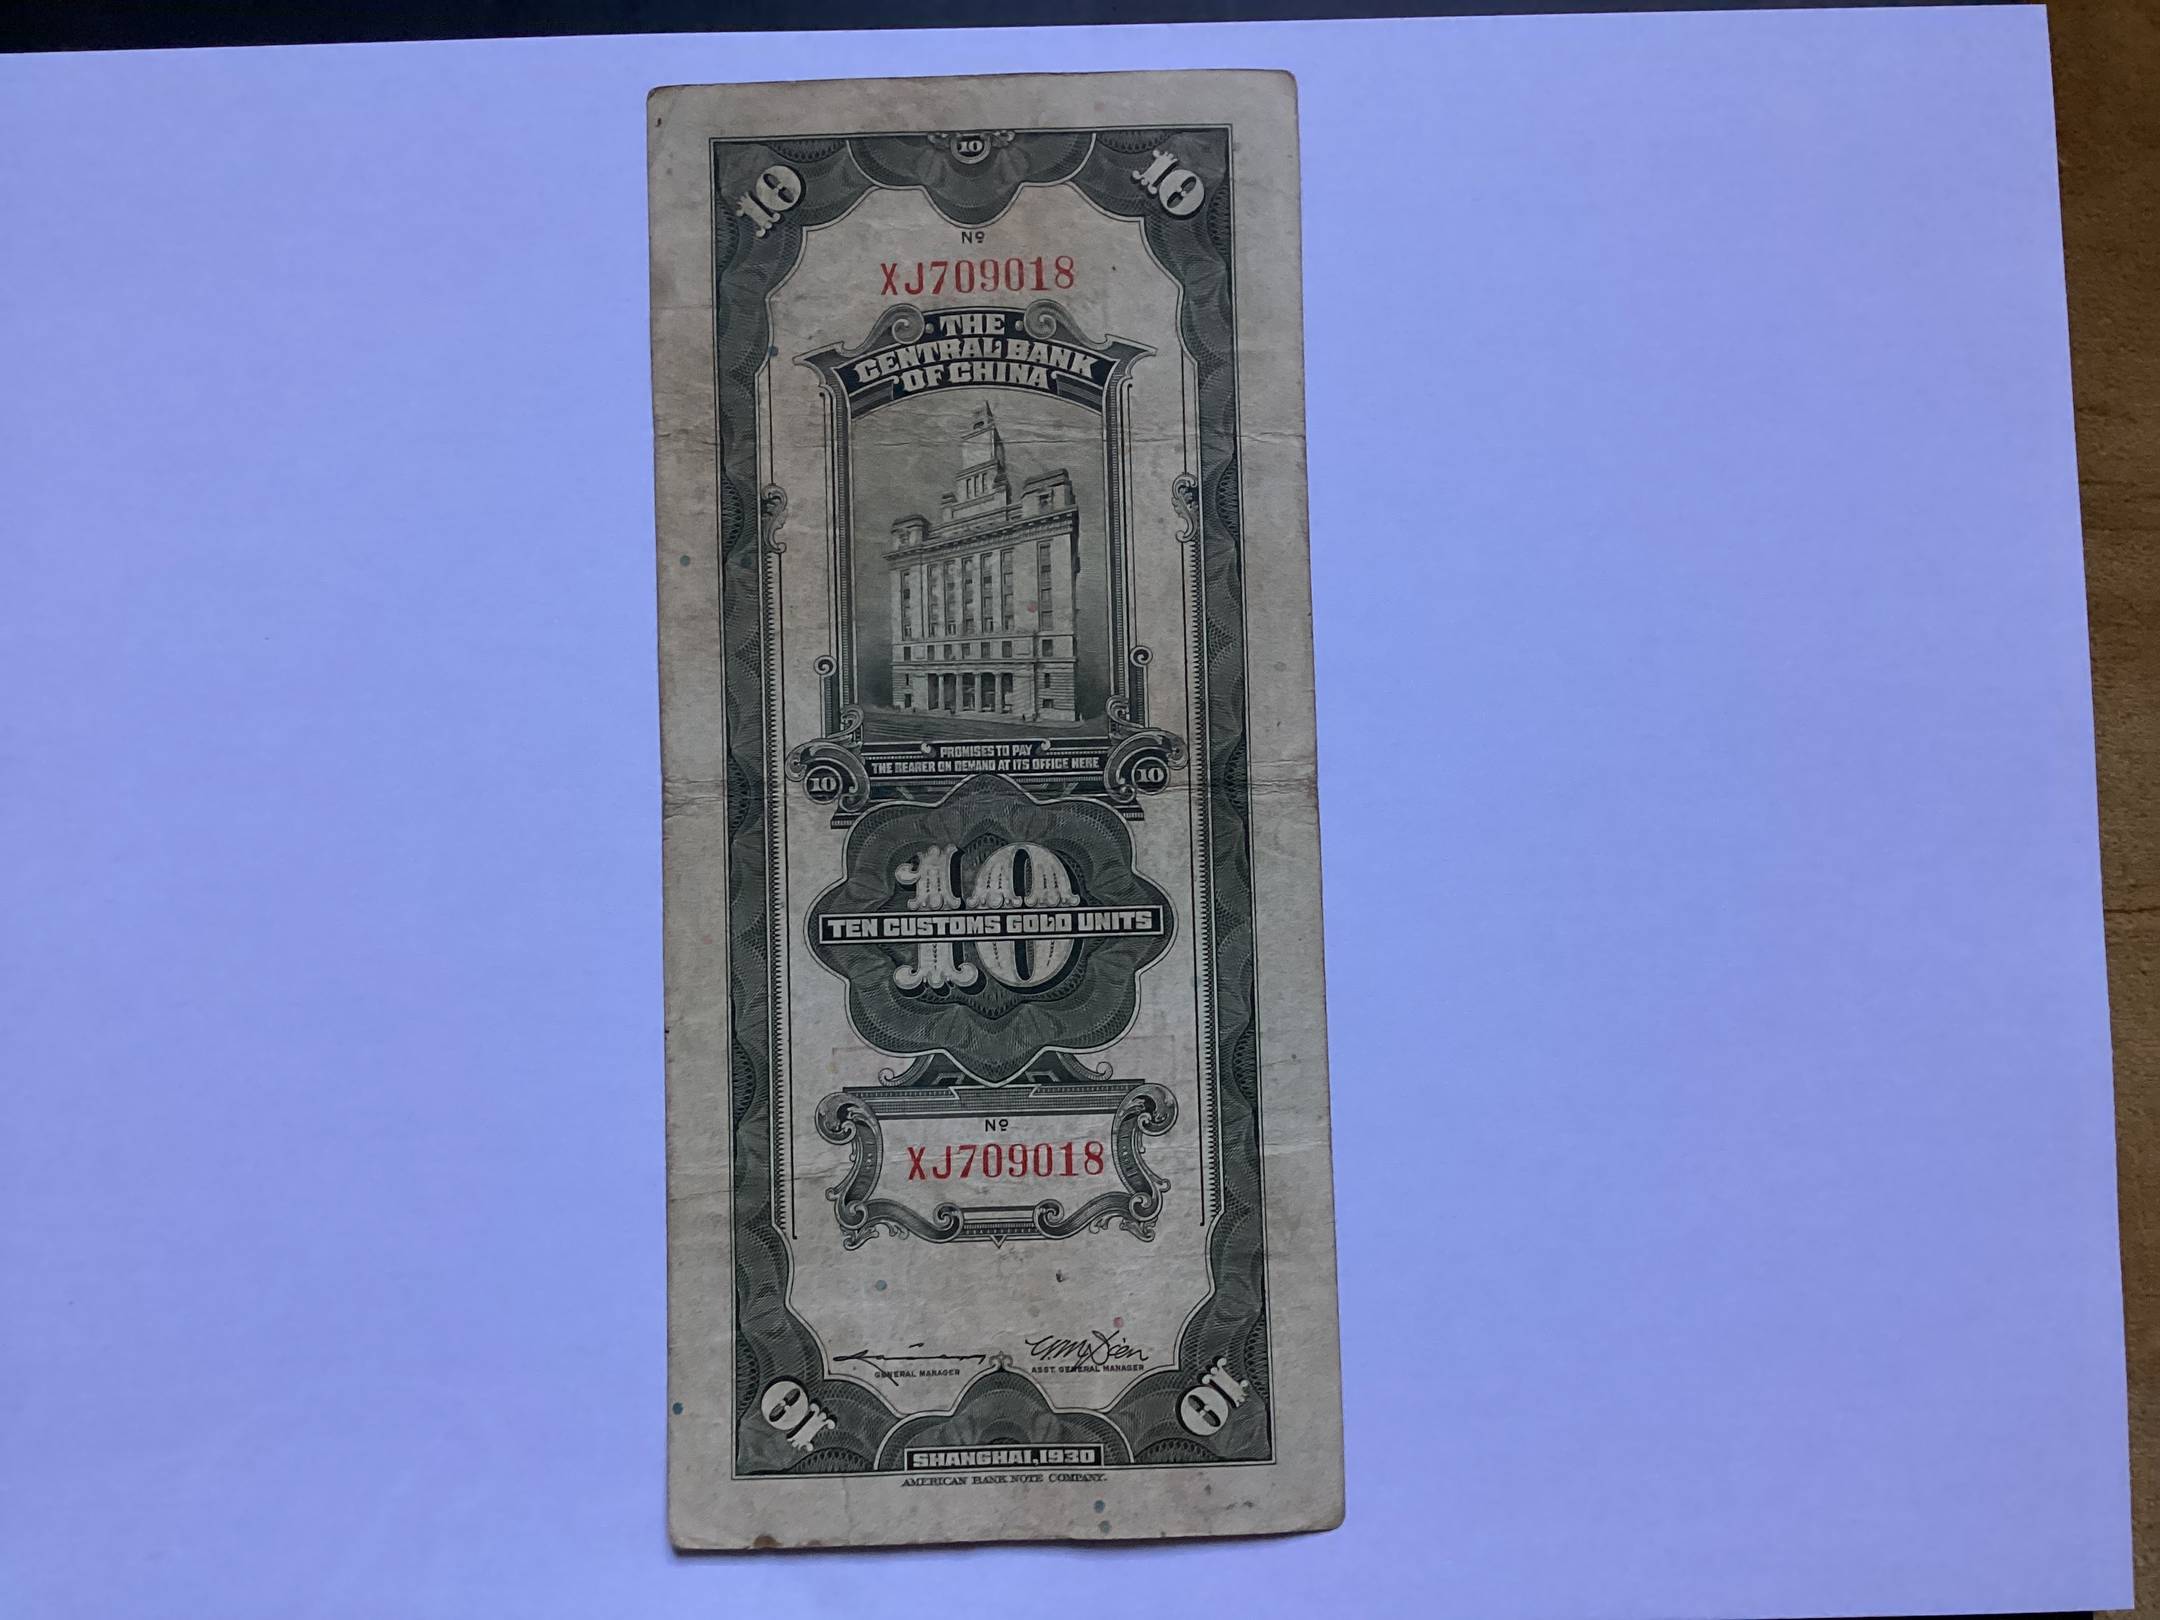 10
10
10
Nº
XJ709018
THE
CENTRAL BANK
OF CHINA
PROMISES TO PAY
THE BEARER ON DEMAND AT ITS OFFICE HERE
10
10
10
TEN CUSTOMS GOLD UNITS
Nº
XJ709018
GENERAL MANAGER
ASST. GENERAL MANAGER
10
10
SHANGHAI, 1930
AMERICAN BANK NOTE COMPANY.